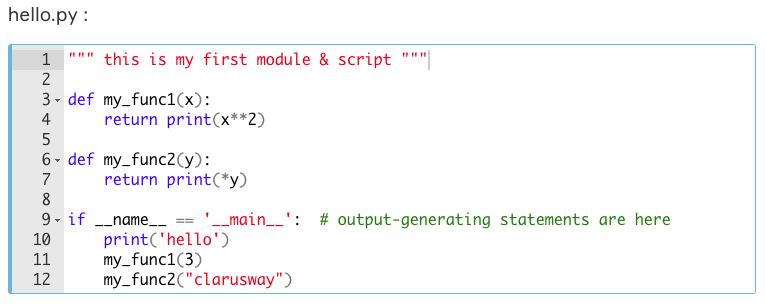 hello.py :
1 """ this is my first module & script """
2
3 def my_func1(x):
4     return print(x**2)
5
6 def my_func2(y):
7     return print(*y)
8
9 if __name__ == '__main__':  # output-generating statements are here
10     print('hello')
11     my_func1(3)
12     my_func2("clarusway")